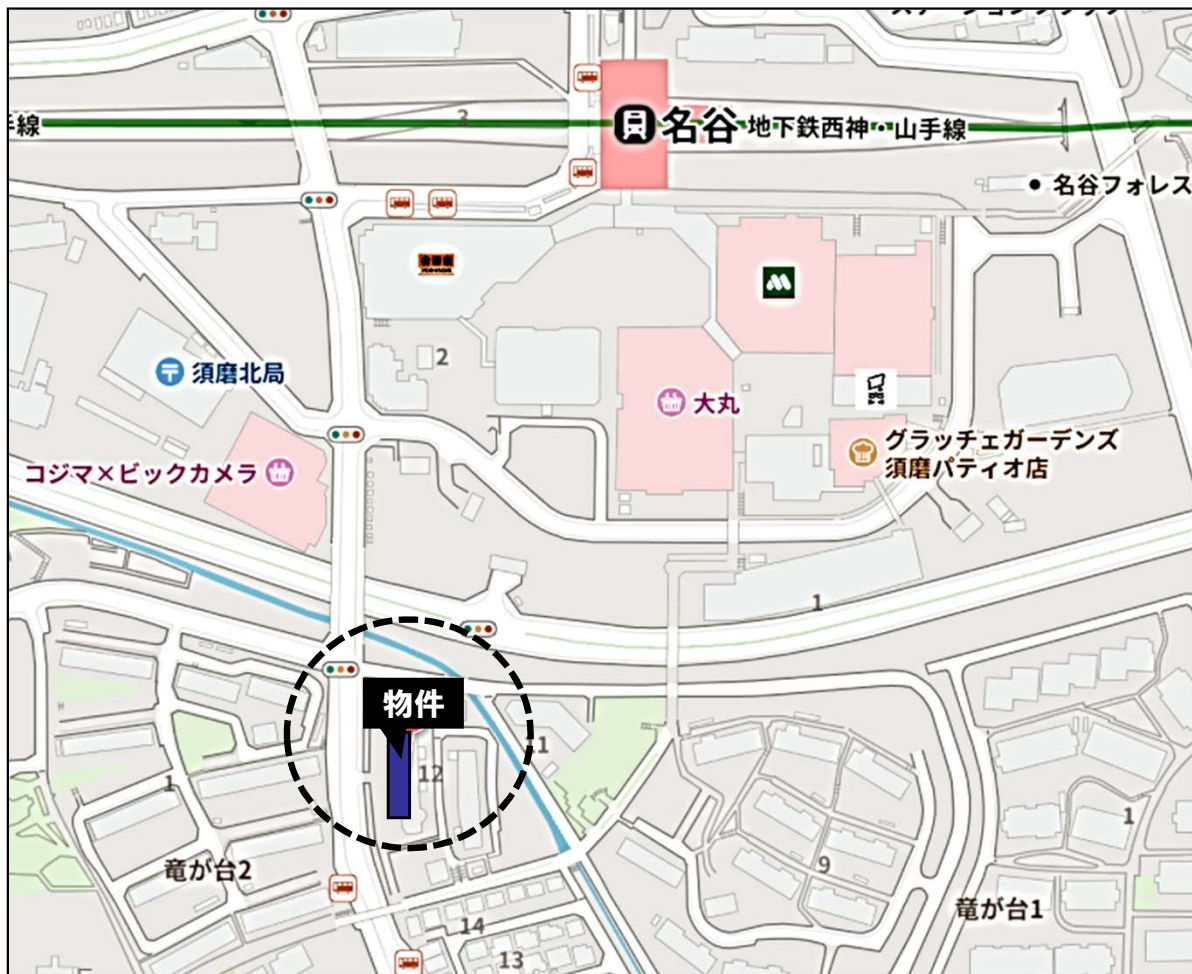 手線
3
名谷 地下鉄西神・山手線
名谷フォレス
2
須磨北局
大丸
グラッチェガーデンズ
須磨パティオ店
コジマ×ビックカメラ
1
物件
11
12
1
1
9
竜が台2
竜が台1
14
13